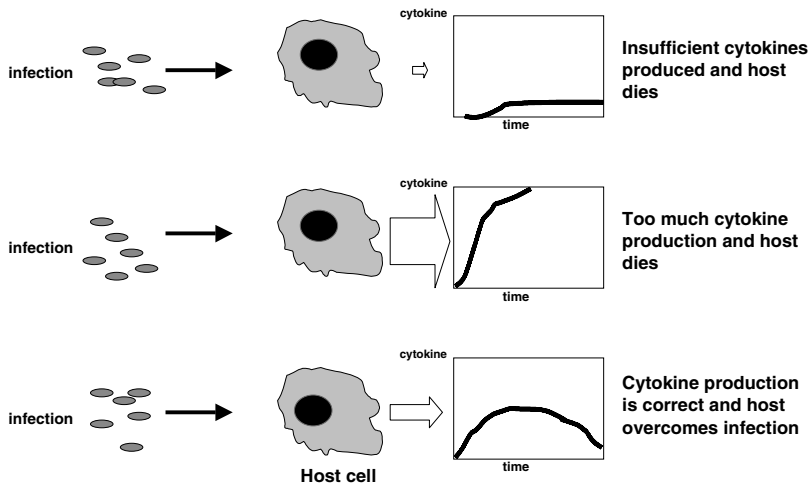 cytokine
infection
Insufficient cytokines
produced and host
dies
time
cytokine
infection
Too much cytokine
production and host
dies
time
cytokine
infection
Cytokine production
is correct and host
overcomes infection
time
Host cell